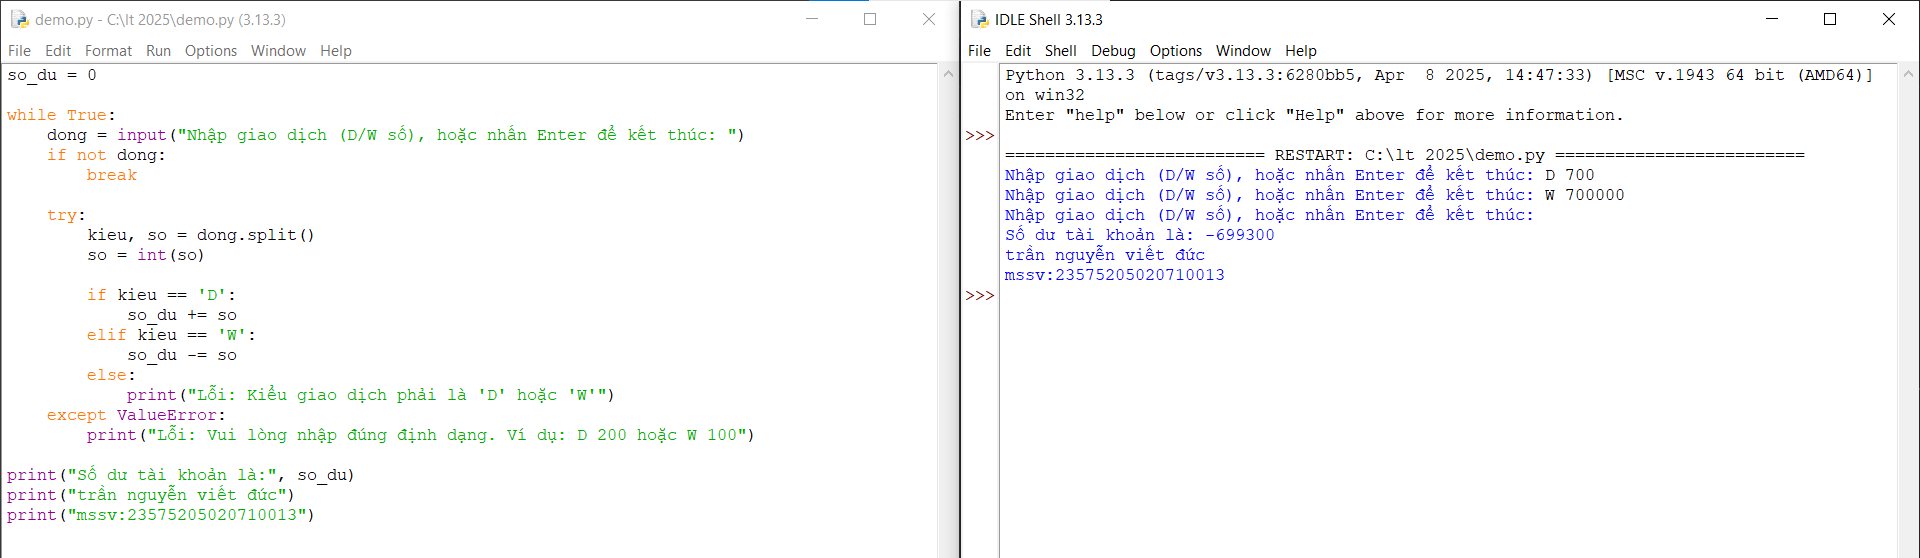 demo.py - C:\lt 2025\demo.py (3.13.3)
File Edit Format Run Options Window Help
so_du = 0
while True:
    dong = input("Nhập giao dịch (D/W số), hoặc nhấn Enter để kết thúc: ")
    if not dong:
        break
    try:
        kieu, so = dong.split()
        so = int(so)
        if kieu == 'D':
            so_du += so
        elif kieu == 'W':
            so_du -= so
        else:
            print("Lỗi: Kiểu giao dịch phải là 'D' hoặc 'W'")
    except ValueError:
        print("Lỗi: Vui lòng nhập đúng định dạng. Ví dụ: D 200 hoặc W 100")
print("Số dư tài khoản là:", so_du)
print("trần nguyễn viết đức")
print("mssv:23575205020710013")
IDLE Shell 3.13.3
File Edit Shell Debug Options Window Help
Python 3.13.3 (tags/v3.13.3:6280bb5, Apr  8 2025, 14:47:33) [MSC v.1943 64 bit (AMD64)]
on win32
Enter "help" below or click "Help" above for more information.
>>>
========================== RESTART: C:\lt 2025\demo.py =========================
Nhập giao dịch (D/W số), hoặc nhấn Enter để kết thúc: D 700
Nhập giao dịch (D/W số), hoặc nhấn Enter để kết thúc: W 700000
Nhập giao dịch (D/W số), hoặc nhấn Enter để kết thúc:
Số dư tài khoản là: -699300
trần nguyễn viết đức
mssv:23575205020710013
>>>